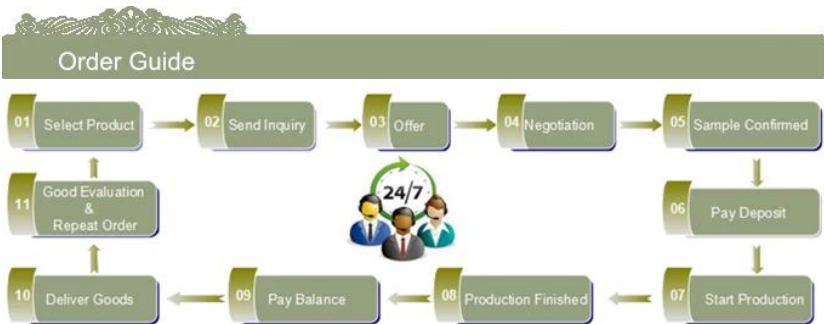 Order Guide
01 Select Product
02 Send Inquiry
03 Offer
04 Negotiation
05 Sample Confirmed
06 Pay Deposit
07 Start Production
08 Production Finished
09 Pay Balance
10 Deliver Goods
11 Good Evaluation
&
Repeat Order
24/7